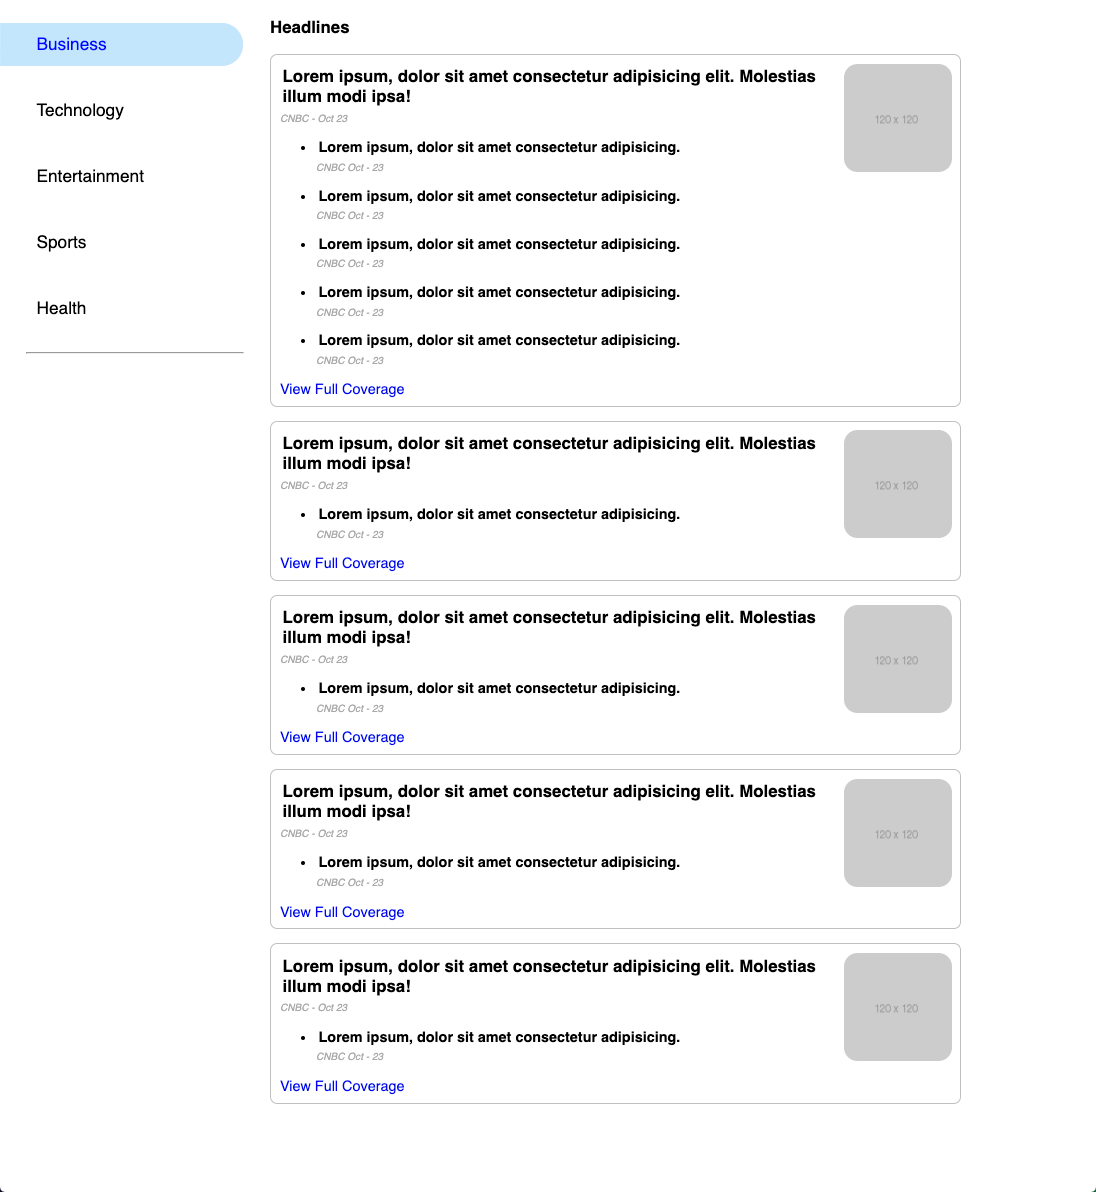 Business
Technology
Entertainment
Sports
Health
Headlines
Lorem ipsum, dolor sit amet consectetur adipisicing elit. Molestias
illum modi ipsa!
CNBC - Oct 23
120 x 120
• Lorem ipsum, dolor sit amet consectetur adipisicing.
CNBC Oct - 23
• Lorem ipsum, dolor sit amet consectetur adipisicing.
CNBC Oct - 23
• Lorem ipsum, dolor sit amet consectetur adipisicing.
CNBC Oct - 23
• Lorem ipsum, dolor sit amet consectetur adipisicing.
CNBC Oct - 23
• Lorem ipsum, dolor sit amet consectetur adipisicing.
CNBC Oct - 23
View Full Coverage
Lorem ipsum, dolor sit amet consectetur adipisicing elit. Molestias
illum modi ipsa!
CNBC - Oct 23
120 x 120
• Lorem ipsum, dolor sit amet consectetur adipisicing.
CNBC Oct - 23
View Full Coverage
Lorem ipsum, dolor sit amet consectetur adipisicing elit. Molestias
illum modi ipsa!
CNBC - Oct 23
120 x 120
• Lorem ipsum, dolor sit amet consectetur adipisicing.
CNBC Oct - 23
View Full Coverage
Lorem ipsum, dolor sit amet consectetur adipisicing elit. Molestias
illum modi ipsa!
CNBC - Oct 23
120 x 120
• Lorem ipsum, dolor sit amet consectetur adipisicing.
CNBC Oct - 23
View Full Coverage
Lorem ipsum, dolor sit amet consectetur adipisicing elit. Molestias
illum modi ipsa!
CNBC - Oct 23
120 x 120
• Lorem ipsum, dolor sit amet consectetur adipisicing.
CNBC Oct - 23
View Full Coverage